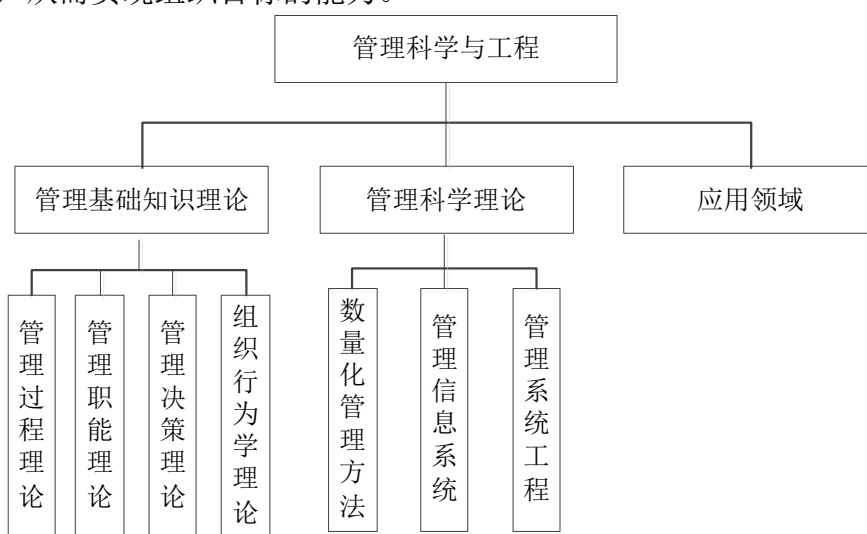 实现组织目标的能力。
管理科学与工程
管理基础知识理论
管理科学理论
应用领域
管理过程理论
管理职能理论
管理决策理论
组织行为学理论
数量化管理方法
管理信息系统
管理系统工程